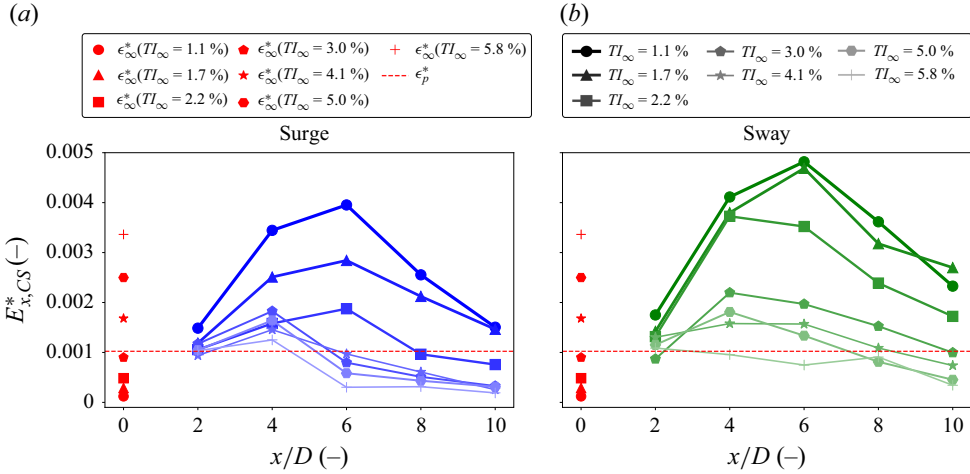 (a) (b)
ϵ*∞(TI∞ = 1.1 %) ϵ*∞(TI∞ = 3.0 %) ϵ*∞(TI∞ = 5.8 %)
ϵ*∞(TI∞ = 1.7 %) ϵ*∞(TI∞ = 4.1 %) ϵ*p
ϵ*∞(TI∞ = 2.2 %) ϵ*∞(TI∞ = 5.0 %)
TI∞ = 1.1 % TI∞ = 3.0 % TI∞ = 5.0 %
TI∞ = 1.7 % TI∞ = 4.1 % TI∞ = 5.8 %
TI∞ = 2.2 %
Surge Sway
0.005
0.004
0.003
0.002
0.001
0
E*x,CS (–)
0 2 4 6 8 10
0 2 4 6 8 10
x/D (–) x/D (–)